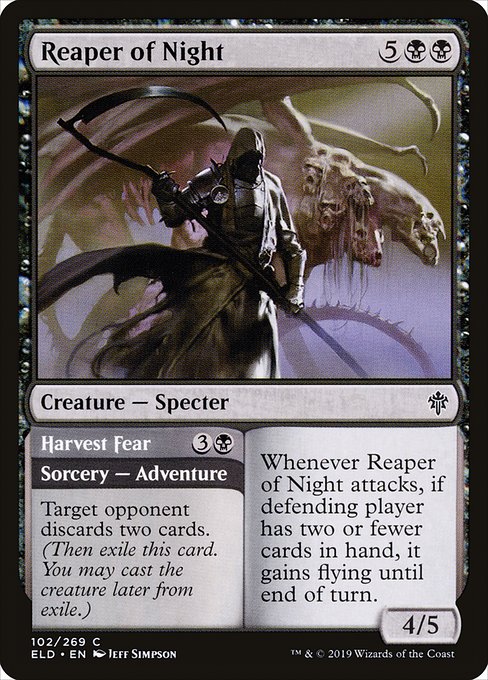 Reaper of Night 5
Creature — Specter
Harvest Fear 3
Sorcery — Adventure
Target opponent
discards two cards.
(Then exile this card.
You may cast the
creature later from
exile.)
Whenever Reaper
of Night attacks, if
defending player
has two or fewer
cards in hand, it
gains flying until
end of turn.
4/5
102/269 C
ELD • EN Jeff Simpson
™ & © 2019 Wizards of the Coast